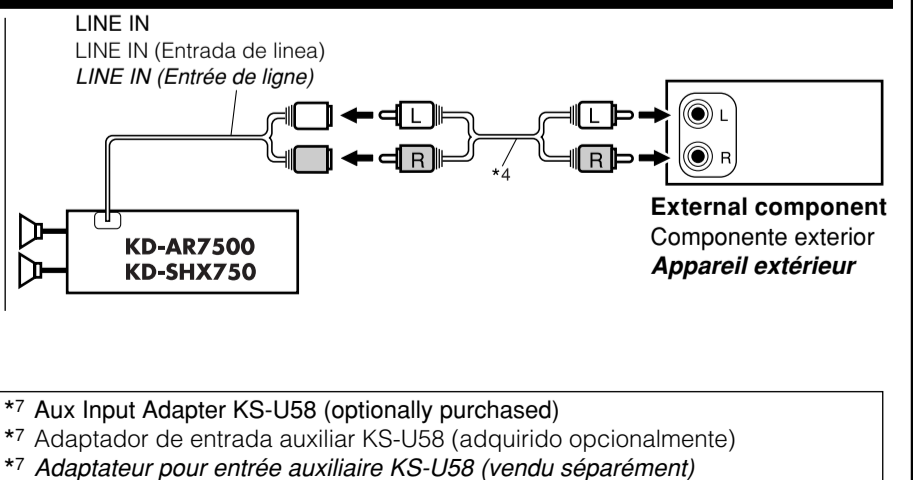 LINE IN
LINE IN (Entrada de linea)
LINE IN (Entrée de ligne)
L L L
R R R
*4
KD-AR7500
KD-SHX750
External component
Componente exterior
Appareil extérieur
*7 Aux Input Adapter KS-U58 (optionally purchased)
*7 Adaptador de entrada auxiliar KS-U58 (adquirido opcionalmente)
*7 Adaptateur pour entrée auxiliaire KS-U58 (vendu séparément)